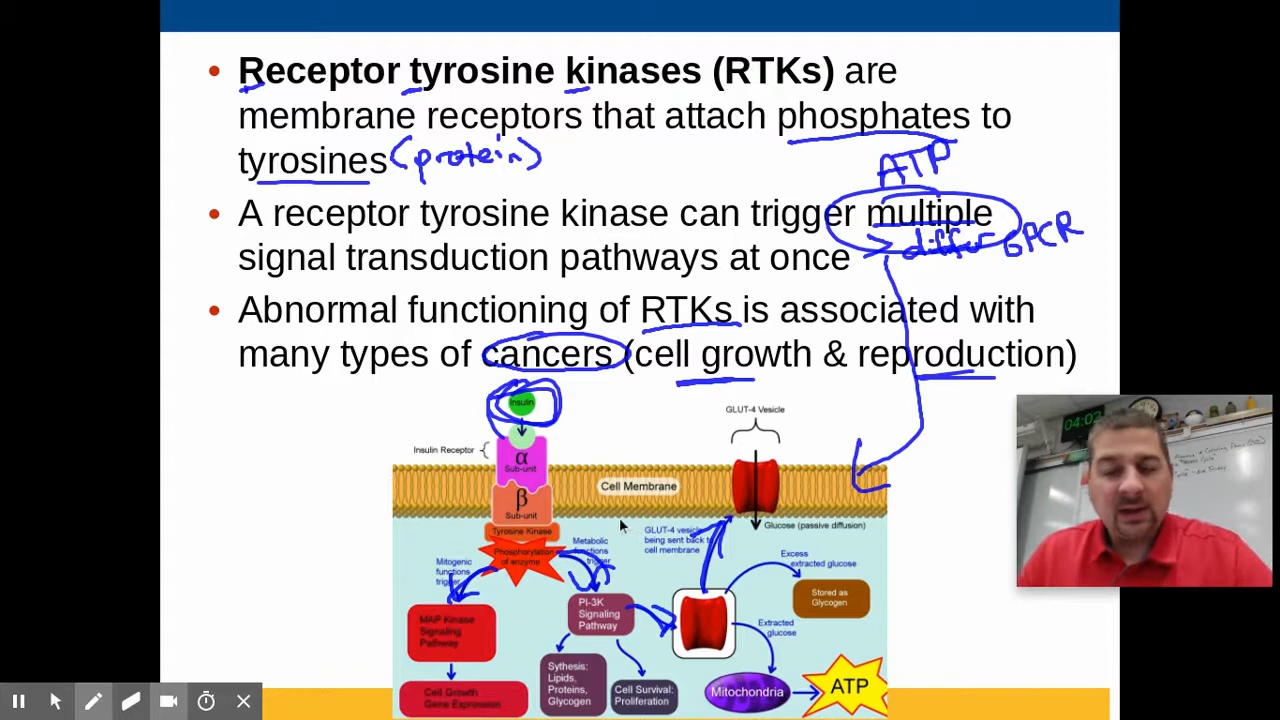 • Receptor tyrosine kinases (RTKs) are
membrane receptors that attach phosphates to
tyrosines (protein)
ATP
• A receptor tyrosine kinase can trigger multiple
signal transduction pathways at once > differ GPCR
• Abnormal functioning of RTKs is associated with
many types of cancers (cell growth & reproduction)
Insulin
GLUT-4 Vesicle
Insulin Receptor
α
Sub-unit
Cell Membrane
β
Sub-unit
Tyrosine Kinase
Phosphorylation
of enzyme
Glucose (passive diffusion)
GLUT-4 vesicle
being sent back to
cell membrane
Metabolic
functions
trigger
Mitogenic
functions
trigger
Excess
extracted glucose
Stored as
Glycogen
PI-3K
Signaling
Pathway
MAP Kinase
Signaling
Pathway
Extracted
glucose
Sythesis:
Lipids,
Proteins,
Glycogen
Cell Survival:
Proliferation
Mitochondria
ATP
Cell Growth
Gene Expression
04:02